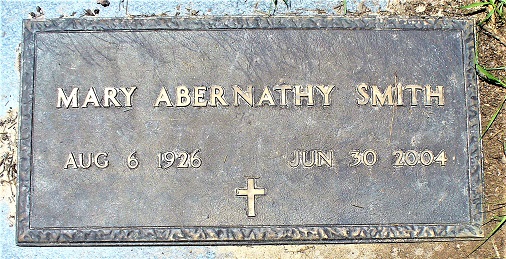 MARY ABERNATHY SMITH
AUG 6 1926 JUN 30 2004